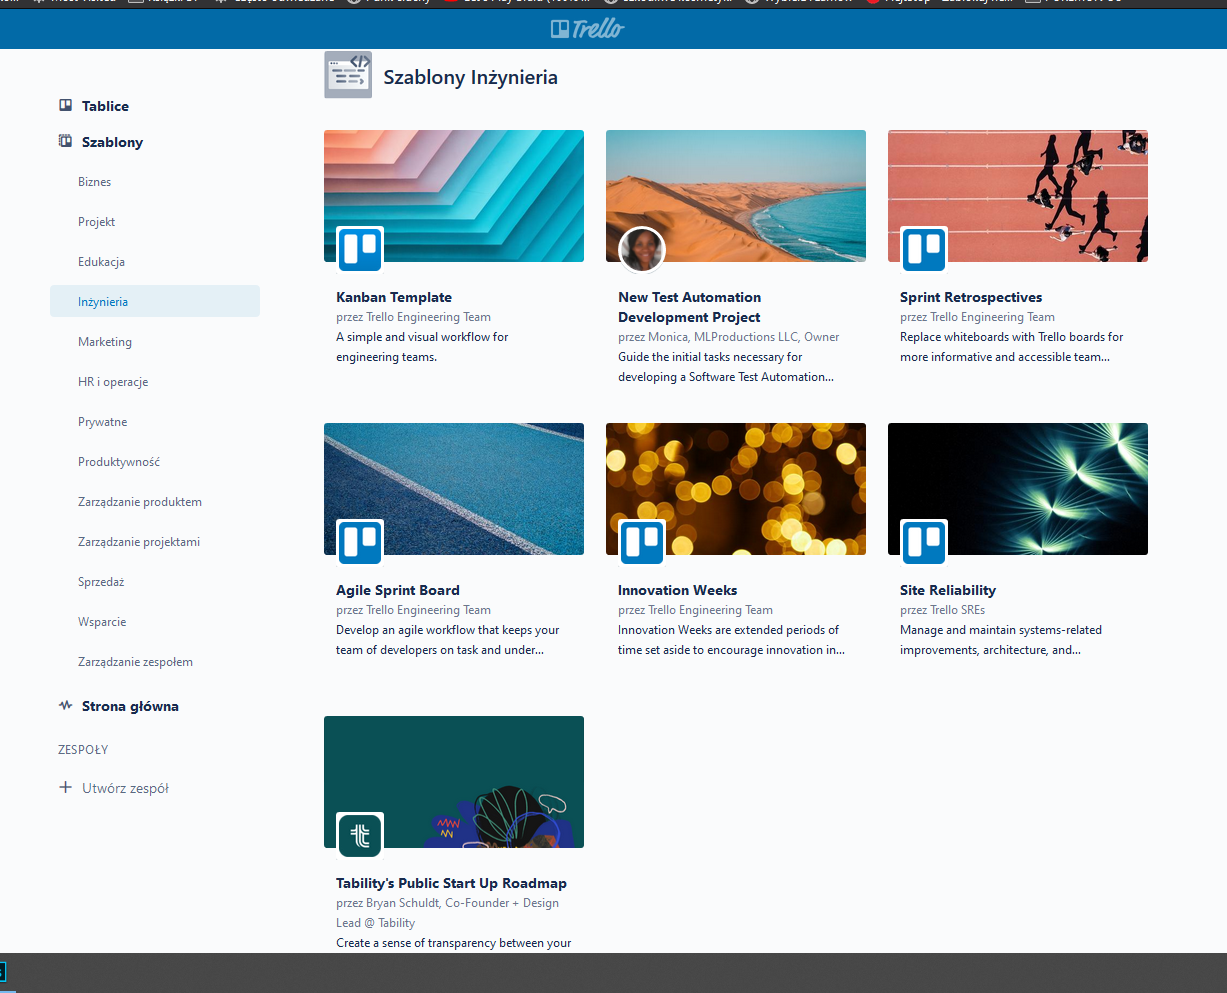 Trello
Szablony Inżynieria
Tablice
Szablony
Biznes
Projekt
Edukacja
Inżynieria
Marketing
HR i operacje
Prywatne
Produktywność
Zarządzanie produktem
Zarządzanie projektami
Sprzedaż
Wsparcie
Zarządzanie zespołem
Strona główna
ZESPOŁY
+ Utwórz zespół
Kanban Template
przez Trello Engineering Team
A simple and visual workflow for
engineering teams.
New Test Automation
Development Project
przez Monica, MLProductions LLC, Owner
Guide the initial tasks necessary for
developing a Software Test Automation...
Sprint Retrospectives
przez Trello Engineering Team
Replace whiteboards with Trello boards for
more informative and accessible team...
Agile Sprint Board
przez Trello Engineering Team
Develop an agile workflow that keeps your
team of developers on task and under...
Innovation Weeks
przez Trello Engineering Team
Innovation Weeks are extended periods of
time set aside to encourage innovation in...
Site Reliability
przez Trello SREs
Manage and maintain systems-related
improvements, architecture, and...
Tability's Public Start Up Roadmap
przez Bryan Schuldt, Co-Founder + Design
Lead @ Tability
Create a sense of transparency between your